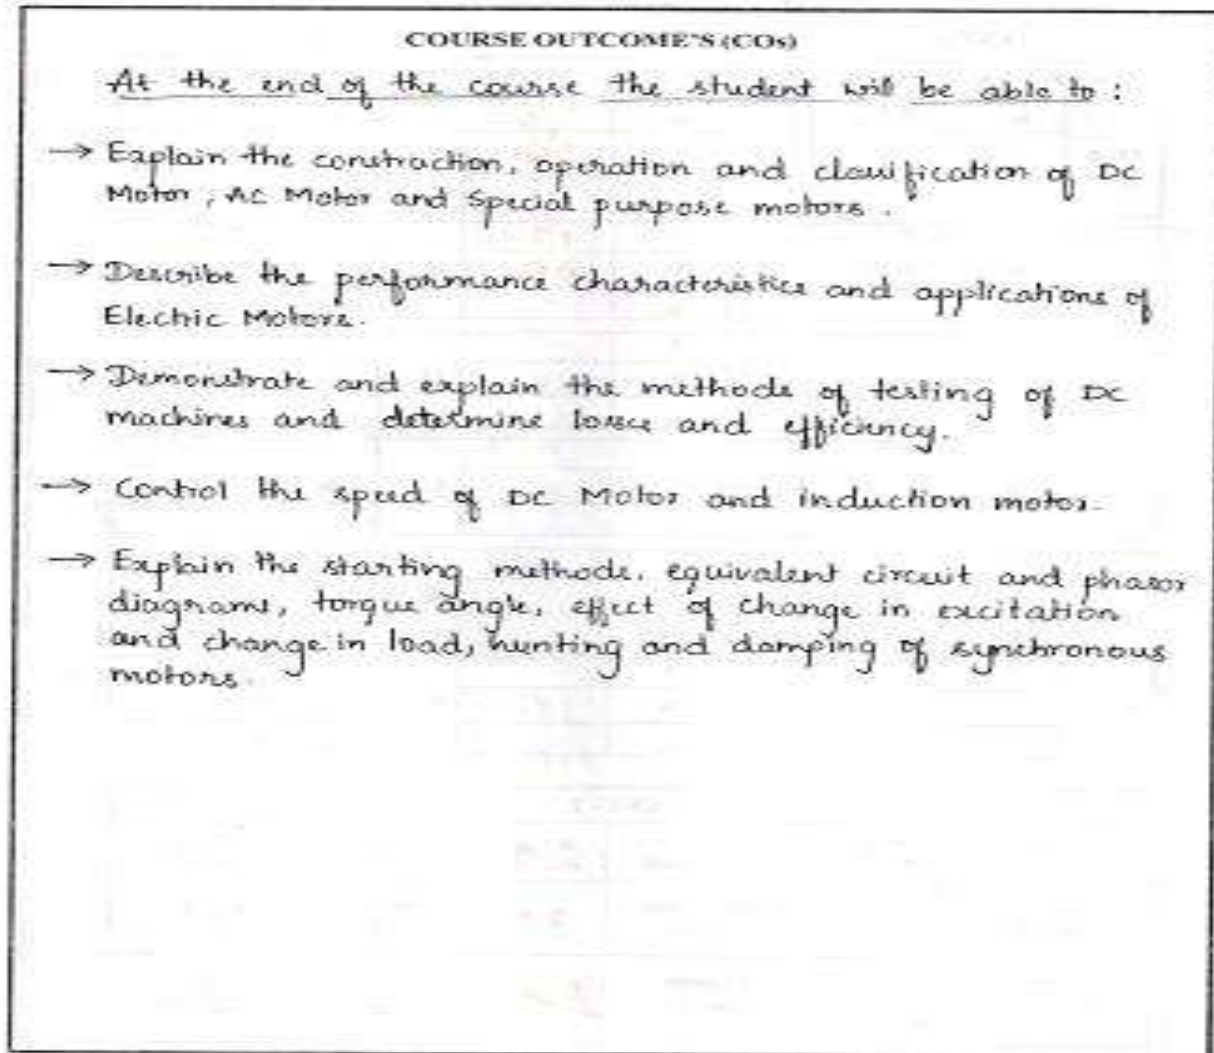 COURSE OUTCOME'S (COs)
At the end of the course the student will be able to :
→ Explain the construction, operation and classification of DC
Motor, AC Motor and Special purpose motors.
→ Describe the performance characteristics and applications of
Electric Motors.
→ Demonstrate and explain the methods of testing of DC
machines and determine losses and efficiency.
→ Control the speed of DC Motor and induction motor.
→ Explain the starting methods, equivalent circuit and phasor
diagrams, torque angle, effect of change in excitation
and change in load, hunting and damping of synchronous
motors.